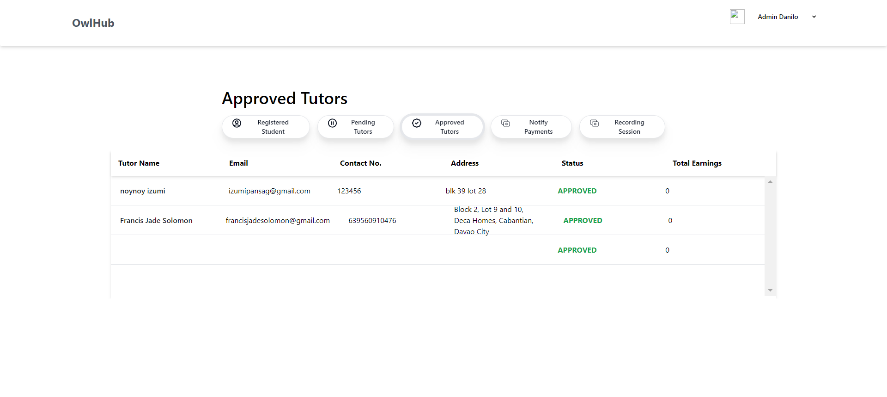 OwlHub
Admin Danilo
Approved Tutors
Registered
Student
Pending
Tutors
Approved
Tutors
Notify
Payments
Recording
Session
Tutor Name Email Contact No. Address Status Total Earnings
noynoy izumi izumipansag@gmail.com 123456 blk 39 lot 28 APPROVED 0
Francis Jade Solomon francisjadesolomon@gmail.com 639560910476 Block 2, Lot 9 and 10,
Deca Homes, Cabantian,
Davao City APPROVED 0
APPROVED 0